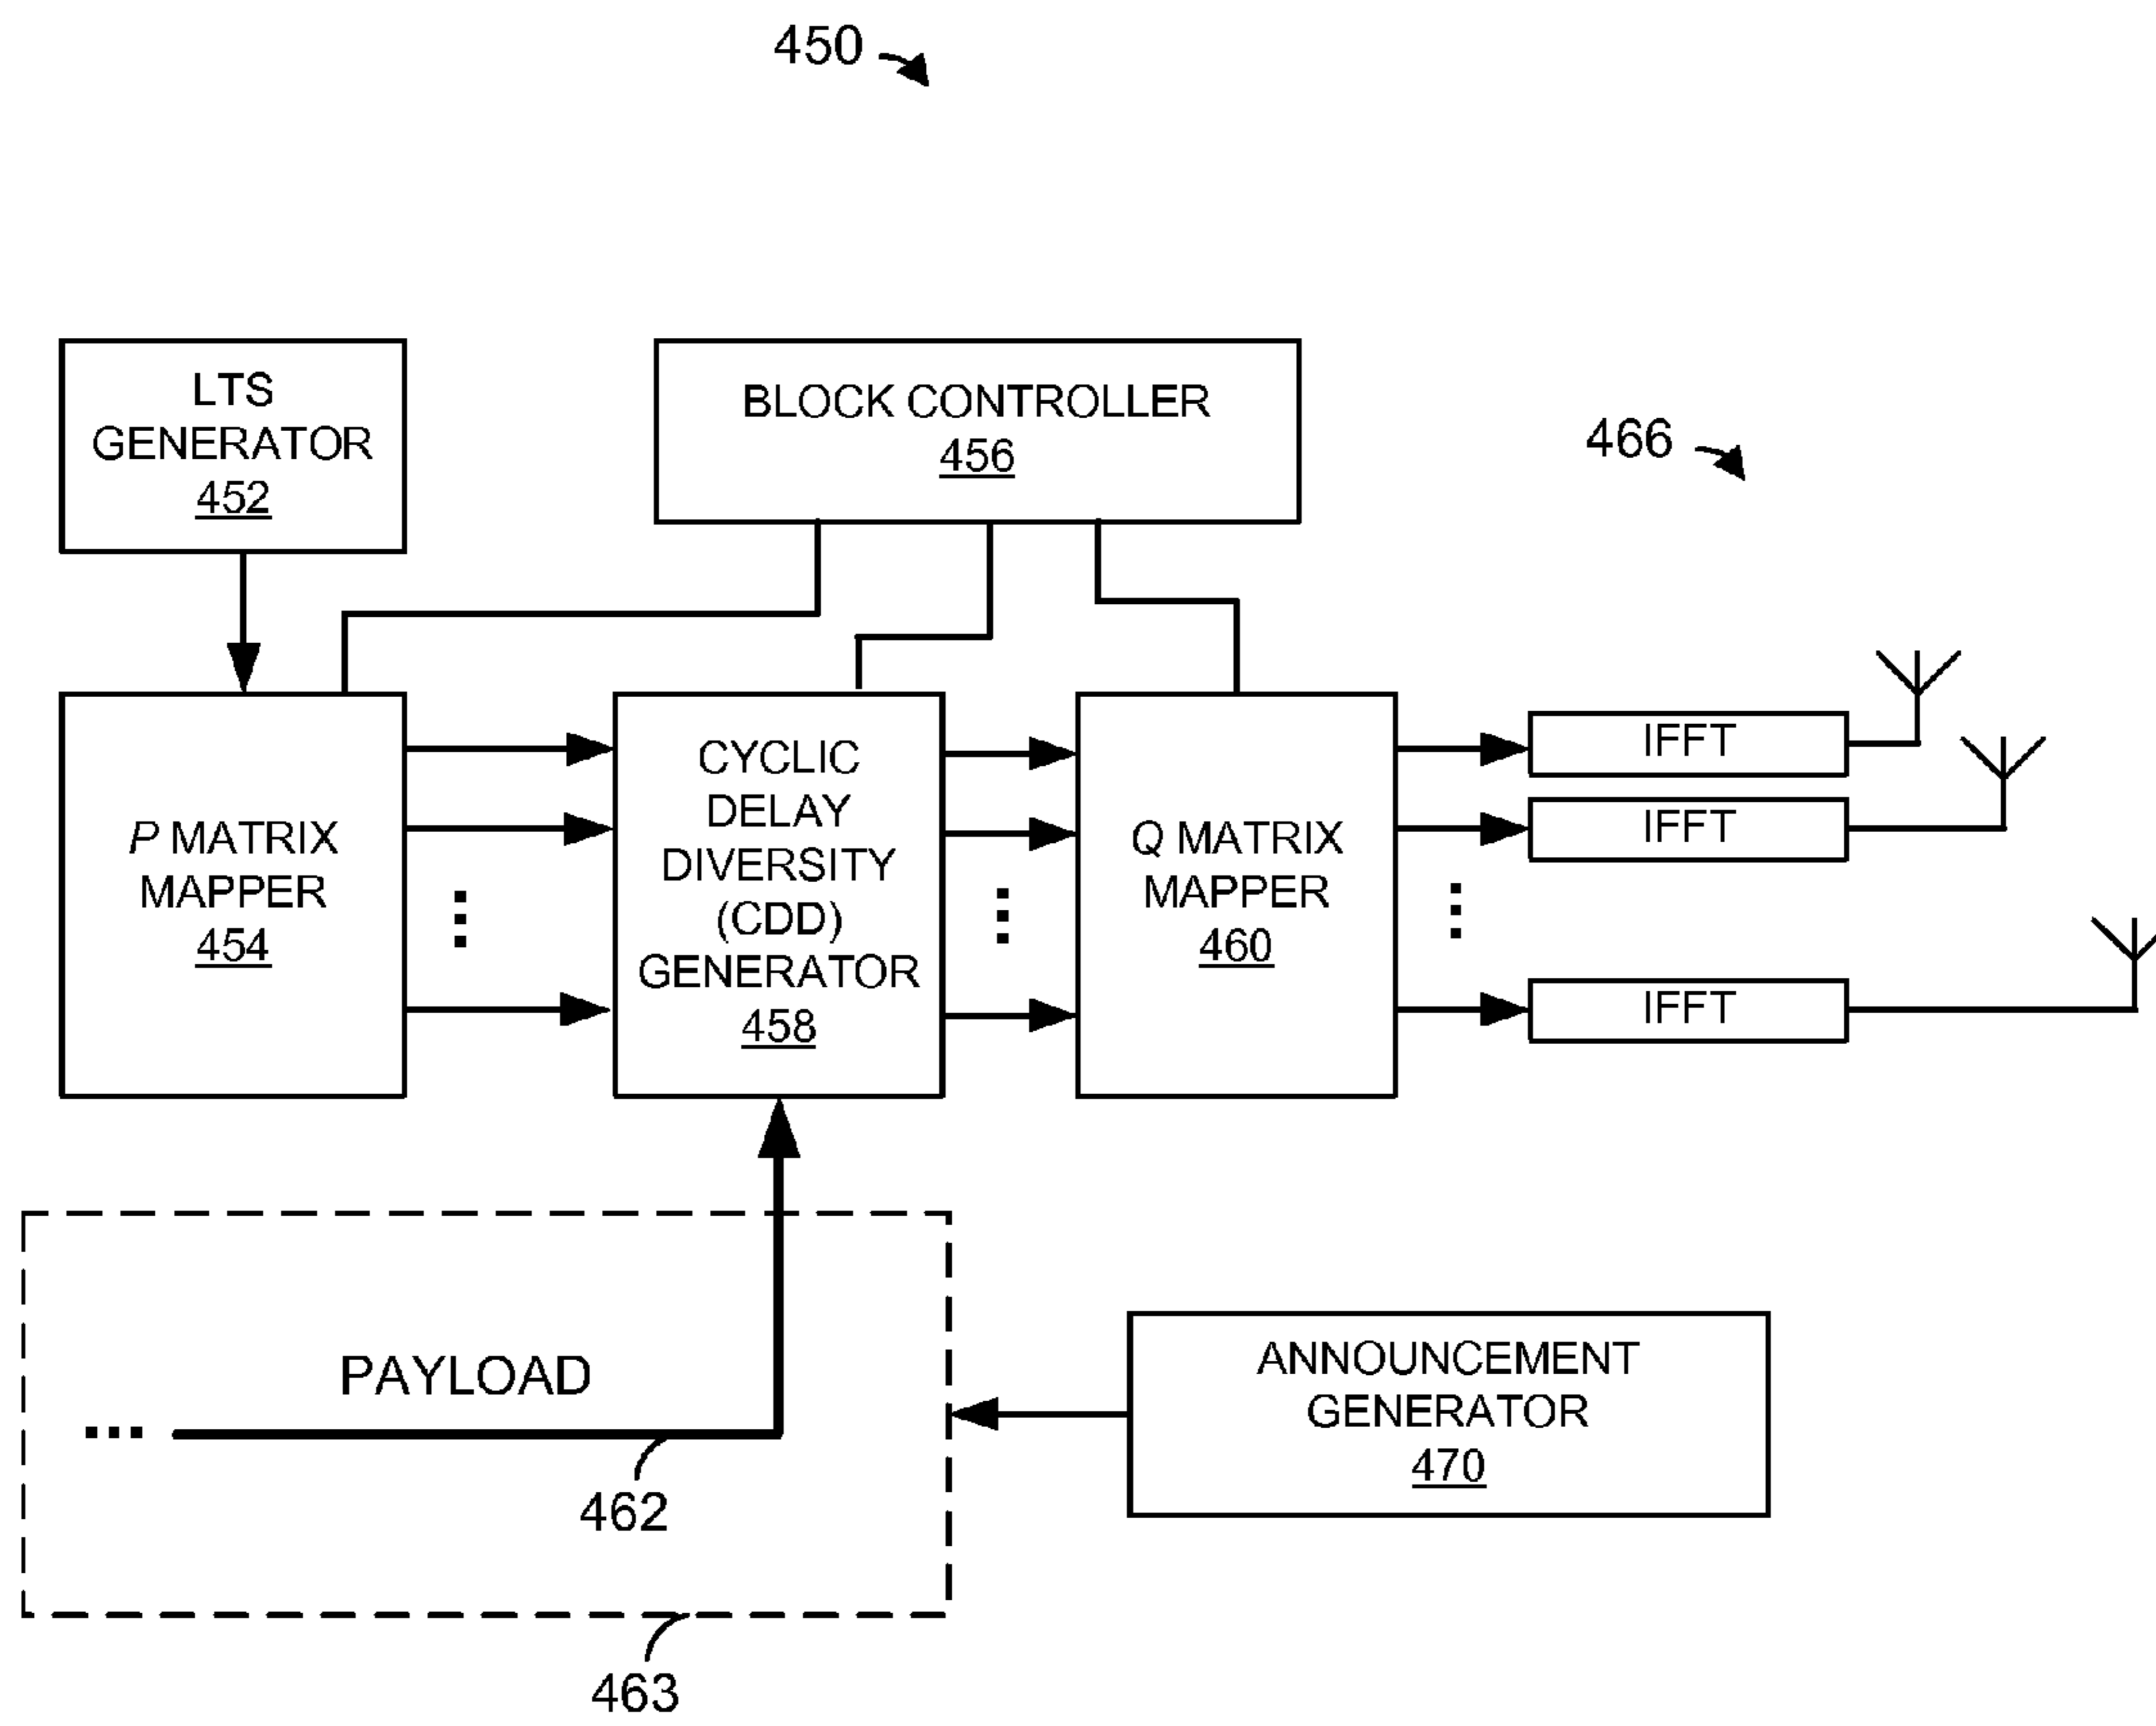 450
LTS
GENERATOR
452
BLOCK CONTROLLER
456
466
P MATRIX
MAPPER
454
CYCLIC
DELAY
DIVERSITY
(CDD)
GENERATOR
458
Q MATRIX
MAPPER
460
IFFT
IFFT
IFFT
PAYLOAD
462
463
ANNOUNCEMENT
GENERATOR
470